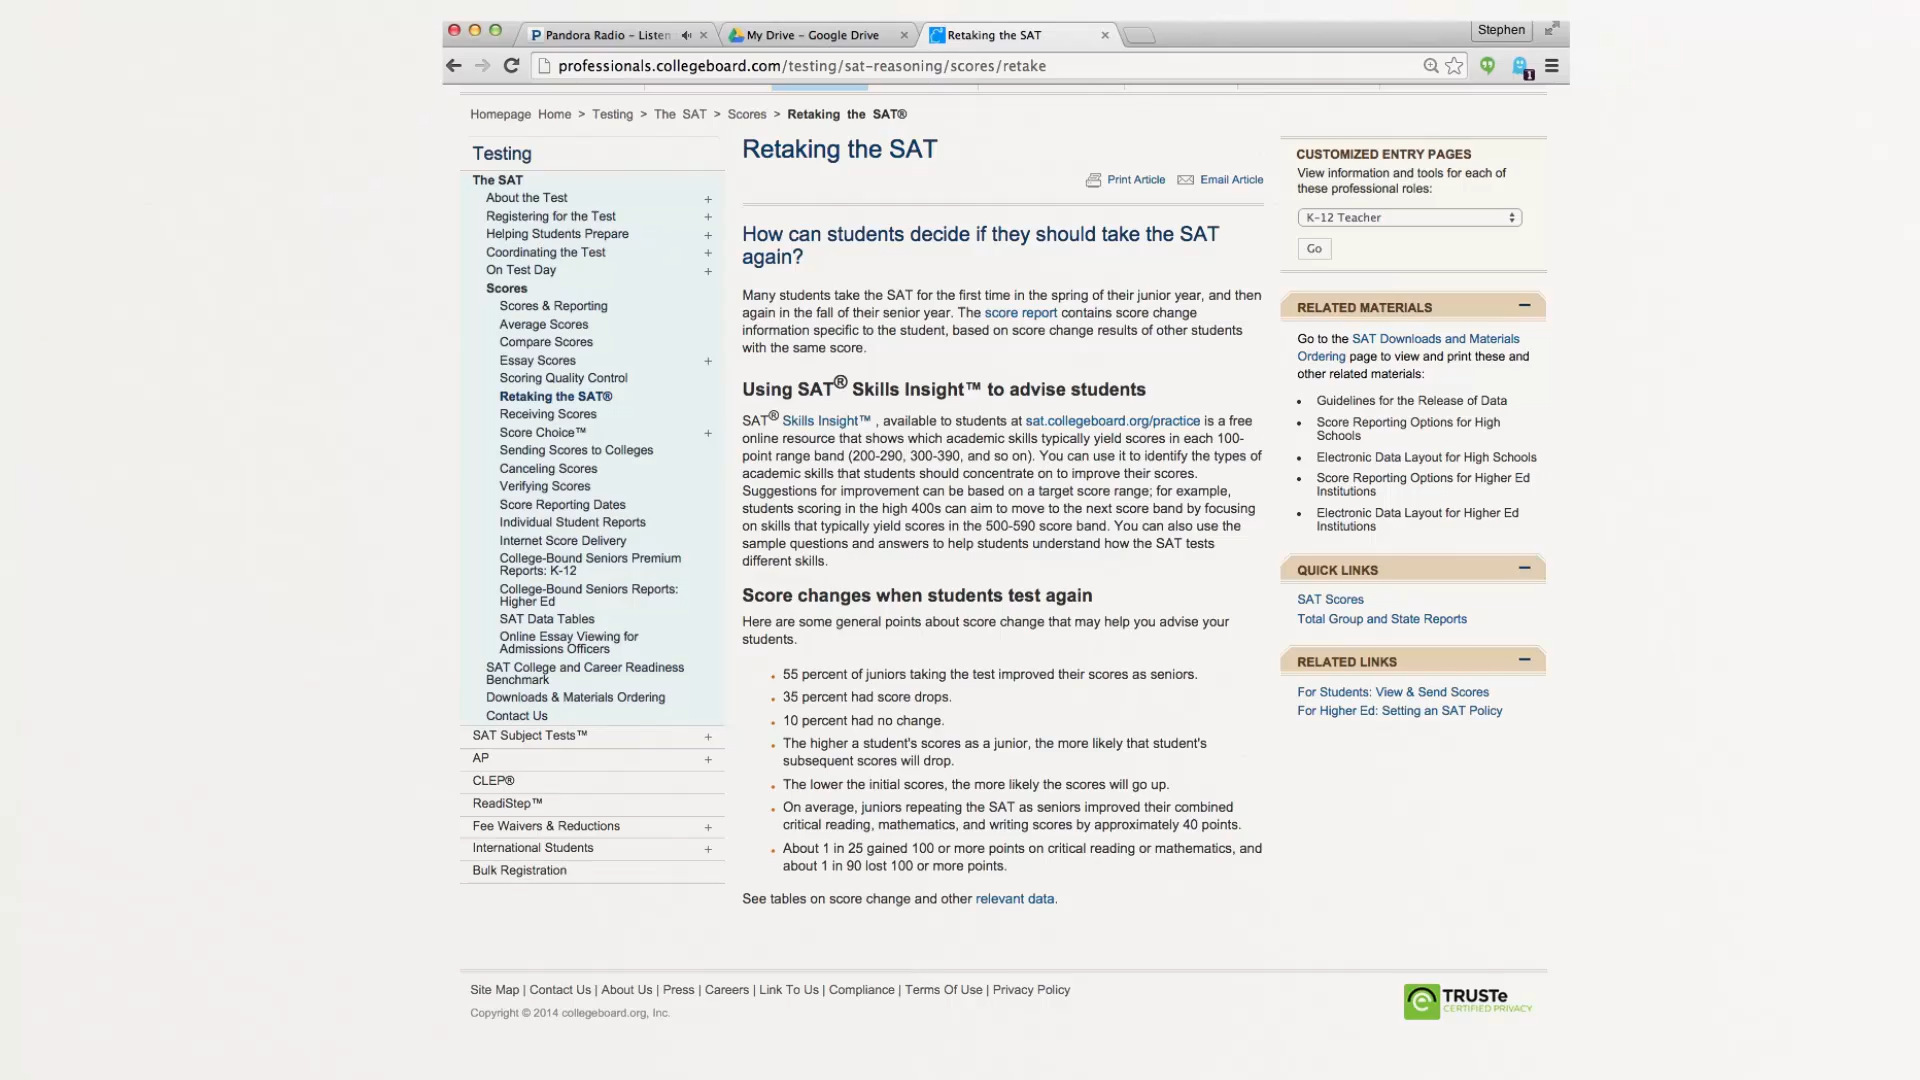 Pandora Radio – Listen
My Drive – Google Drive
Retaking the SAT
Stephen
professionals.collegeboard.com/testing/sat-reasoning/scores/retake
1
Homepage Home > Testing > The SAT > Scores > Retaking the SAT®
Testing
The SAT
About the Test +
Registering for the Test +
Helping Students Prepare +
Coordinating the Test +
On Test Day +
Scores
Scores & Reporting
Average Scores
Compare Scores
Essay Scores +
Scoring Quality Control
Retaking the SAT®
Receiving Scores
Score Choice™ +
Sending Scores to Colleges
Canceling Scores
Verifying Scores
Score Reporting Dates
Individual Student Reports
Internet Score Delivery
College-Bound Seniors Premium
Reports: K-12
College-Bound Seniors Reports:
Higher Ed
SAT Data Tables
Online Essay Viewing for
Admissions Officers
SAT College and Career Readiness
Benchmark
Downloads & Materials Ordering
Contact Us
SAT Subject Tests™ +
AP +
CLEP®
ReadiStep™
Fee Waivers & Reductions +
International Students +
Bulk Registration
Retaking the SAT
Print Article Email Article
How can students decide if they should take the SAT
again?
Many students take the SAT for the first time in the spring of their junior year, and then
again in the fall of their senior year. The score report contains score change
information specific to the student, based on score change results of other students
with the same score.
Using SAT® Skills Insight™ to advise students
SAT® Skills Insight™ , available to students at sat.collegeboard.org/practice is a free
online resource that shows which academic skills typically yield scores in each 100-
point range band (200-290, 300-390, and so on). You can use it to identify the types of
academic skills that students should concentrate on to improve their scores.
Suggestions for improvement can be based on a target score range; for example,
students scoring in the high 400s can aim to move to the next score band by focusing
on skills that typically yield scores in the 500-590 score band. You can also use the
sample questions and answers to help students understand how the SAT tests
different skills.
Score changes when students test again
Here are some general points about score change that may help you advise your
students.
• 55 percent of juniors taking the test improved their scores as seniors.
• 35 percent had score drops.
• 10 percent had no change.
• The higher a student's scores as a junior, the more likely that student's
subsequent scores will drop.
• The lower the initial scores, the more likely the scores will go up.
• On average, juniors repeating the SAT as seniors improved their combined
critical reading, mathematics, and writing scores by approximately 40 points.
• About 1 in 25 gained 100 or more points on critical reading or mathematics, and
about 1 in 90 lost 100 or more points.
See tables on score change and other relevant data.
CUSTOMIZED ENTRY PAGES
View information and tools for each of
these professional roles:
K-12 Teacher
Go
RELATED MATERIALS
Go to the SAT Downloads and Materials
Ordering page to view and print these and
other related materials:
• Guidelines for the Release of Data
• Score Reporting Options for High
Schools
• Electronic Data Layout for High Schools
• Score Reporting Options for Higher Ed
Institutions
• Electronic Data Layout for Higher Ed
Institutions
QUICK LINKS
SAT Scores
Total Group and State Reports
RELATED LINKS
For Students: View & Send Scores
For Higher Ed: Setting an SAT Policy
Site Map | Contact Us | About Us | Press | Careers | Link To Us | Compliance | Terms Of Use | Privacy Policy
Copyright © 2014 collegeboard.org, Inc.
TRUSTe
CERTIFIED PRIVACY